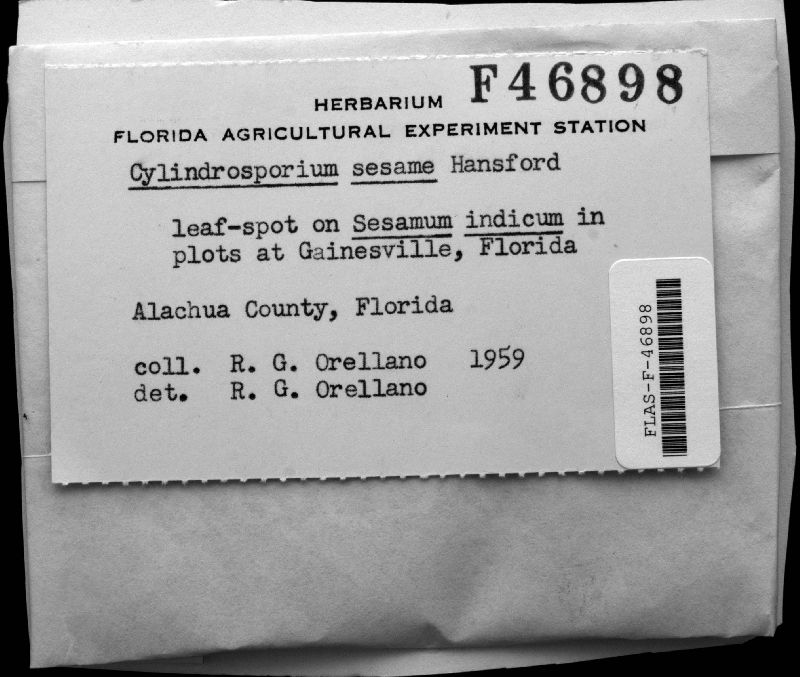 F46898
HERBARIUM
FLORIDA AGRICULTURAL EXPERIMENT STATION
Cylindrosporium sesame Hansford
leaf-spot on Sesamum indicum in
plots at Gainesville, Florida
Alachua County, Florida
coll. R. G. Orellano 1959
det. R. G. Orellano
FLAS-F-46898